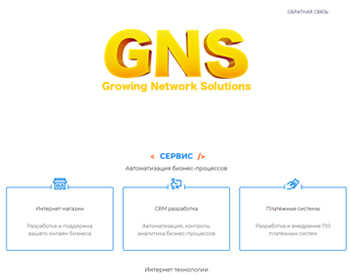 ОБРАТНАЯ СВЯЗЬ
GNS
Growing Network Solutions
< СЕРВИС />
Автоматизация бизнес-процессов
Интернет магазин
CRM разработка
Платёжные системы
Разработка и поддержка
вашего онлайн бизнеса
Автоматизация, контроль,
аналитика бизнес-процессов
Разработка и внедрение ПО
платежных систем
Интернет технологии